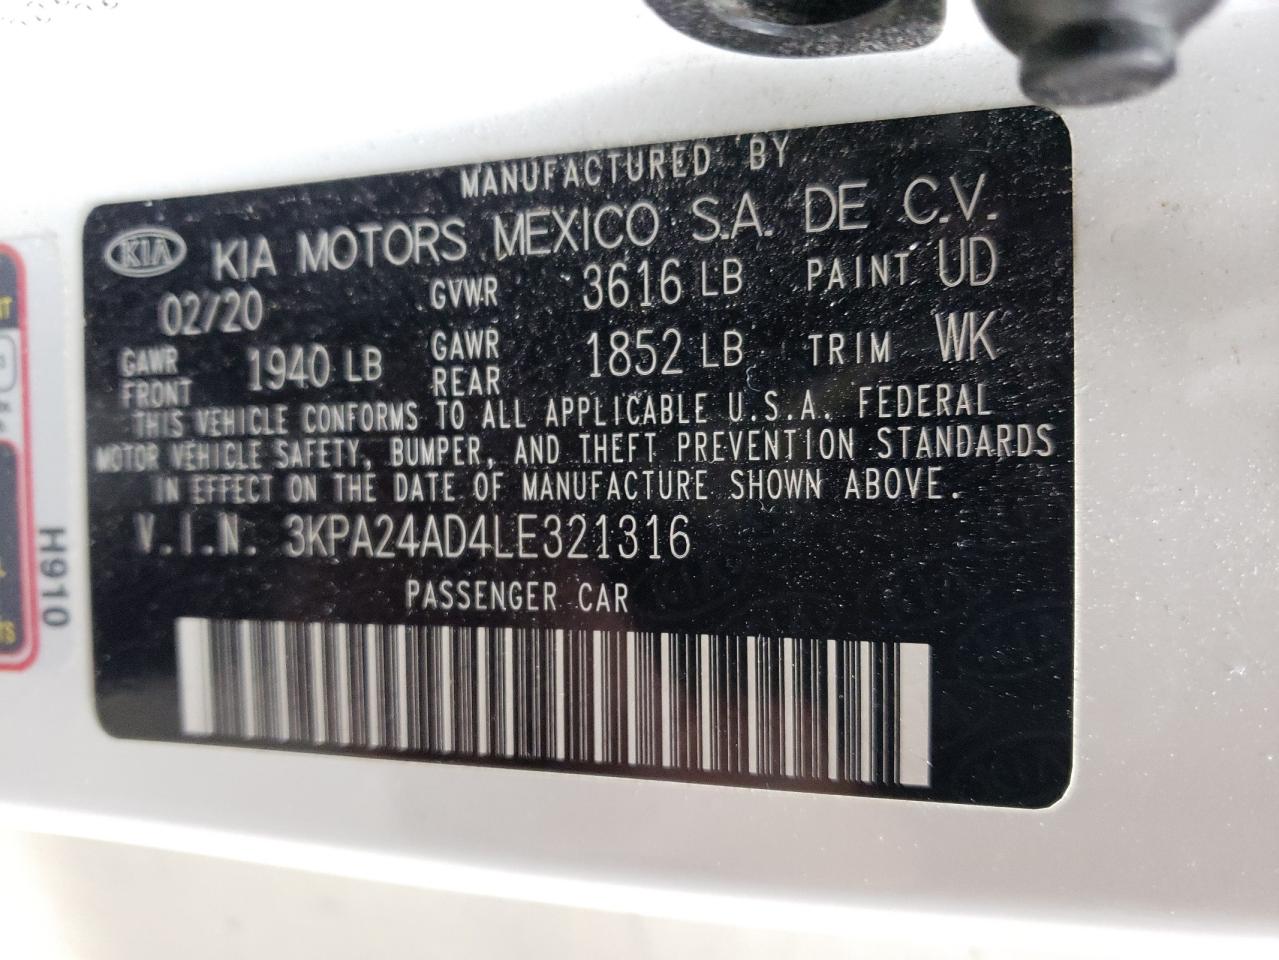 MANUFACTURED BY
KIA KIA MOTORS MEXICO S.A. DE C.V.
02/20 GVWR 3616 LB PAINT UD
GAWR FRONT 1940 LB GAWR REAR 1852 LB TRIM WK
THIS VEHICLE CONFORMS TO ALL APPLICABLE U.S.A. FEDERAL
MOTOR VEHICLE SAFETY, BUMPER, AND THEFT PREVENTION STANDARDS
IN EFFECT ON THE DATE OF MANUFACTURE SHOWN ABOVE.
V.I.N. 3KPA24AD4LE321316
PASSENGER CAR
H910